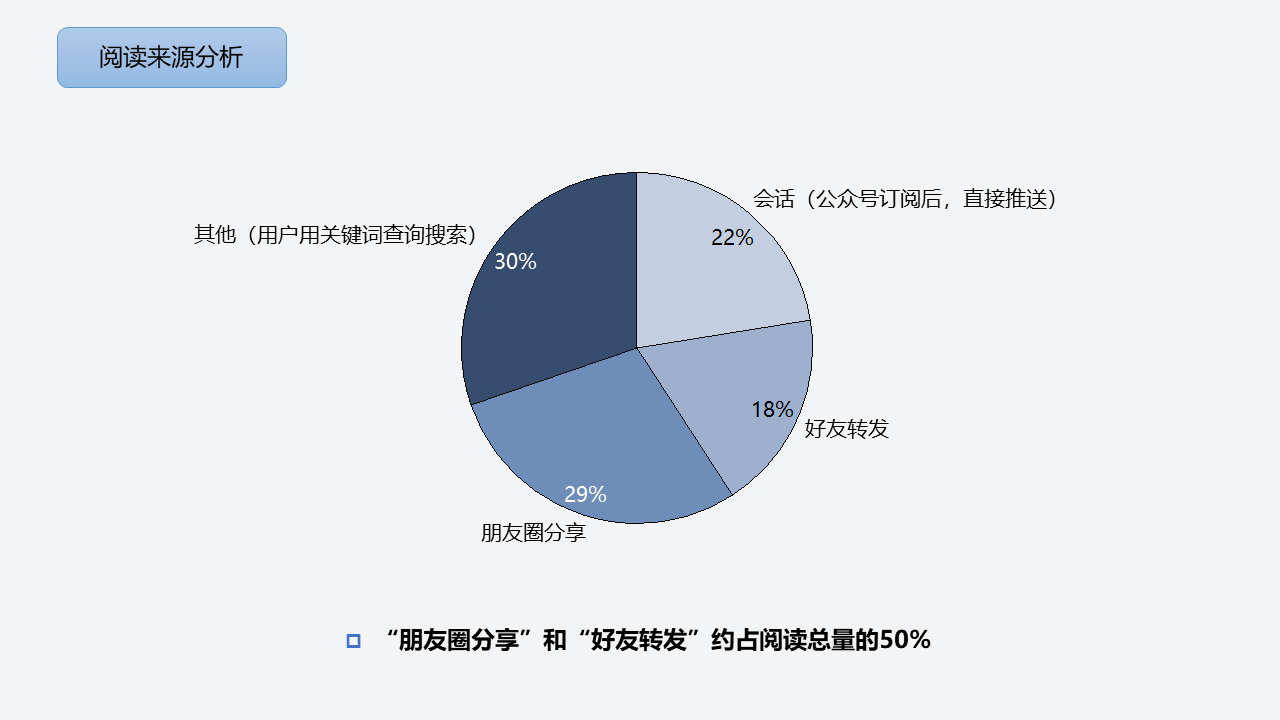 阅读来源分析
会话（公众号订阅后，直接推送）
22%
其他（用户用关键词查询搜索）
30%
18%
好友转发
29%
朋友圈分享
“朋友圈分享”和“好友转发”约占阅读总量的50%